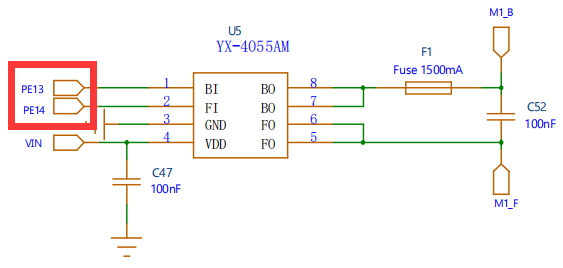 U5
YX-4055AM
M1_B
F1
Fuse 1500mA
PE13 1 BI BO 8
PE14 2 FI BO 7
3 GND FO 6
VIN 4 VDD FO 5
C52
100nF
C47
100nF
M1_F